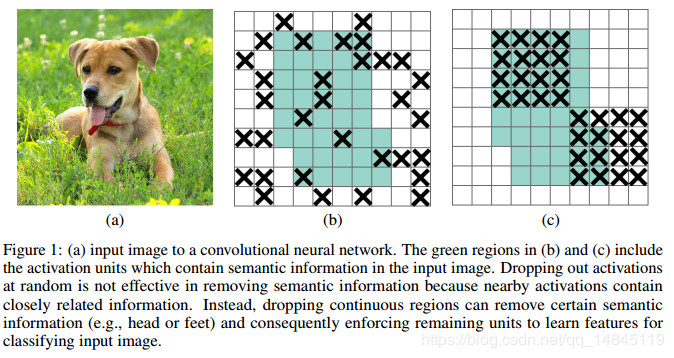 (a)
(b)
(c)
Figure 1: (a) input image to a convolutional neural network. The green regions in (b) and (c) include
the activation units which contain semantic information in the input image. Dropping out activations
at random is not effective in removing semantic information because nearby activations contain
closely related information. Instead, dropping continuous regions can remove certain semantic
information (e.g., head or feet) and consequently enforcing remaining units to learn features for
classifying input image.
https://blog.csdn.net/qq_14845119